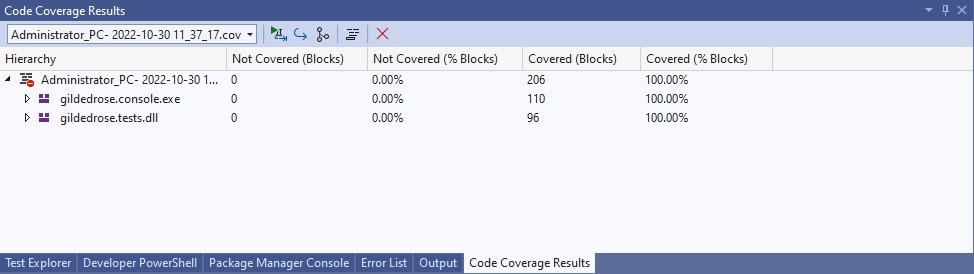 Code Coverage Results
Administrator_PC- 2022-10-30 11_37_17.cov
Hierarchy Not Covered (Blocks) Not Covered (% Blocks) Covered (Blocks) Covered (% Blocks)
Administrator_PC- 2022-10-30 1... 0 0.00% 206 100.00%
gildedrose.console.exe 0 0.00% 110 100.00%
gildedrose.tests.dll 0 0.00% 96 100.00%
Test Explorer Developer PowerShell Package Manager Console Error List Output Code Coverage Results